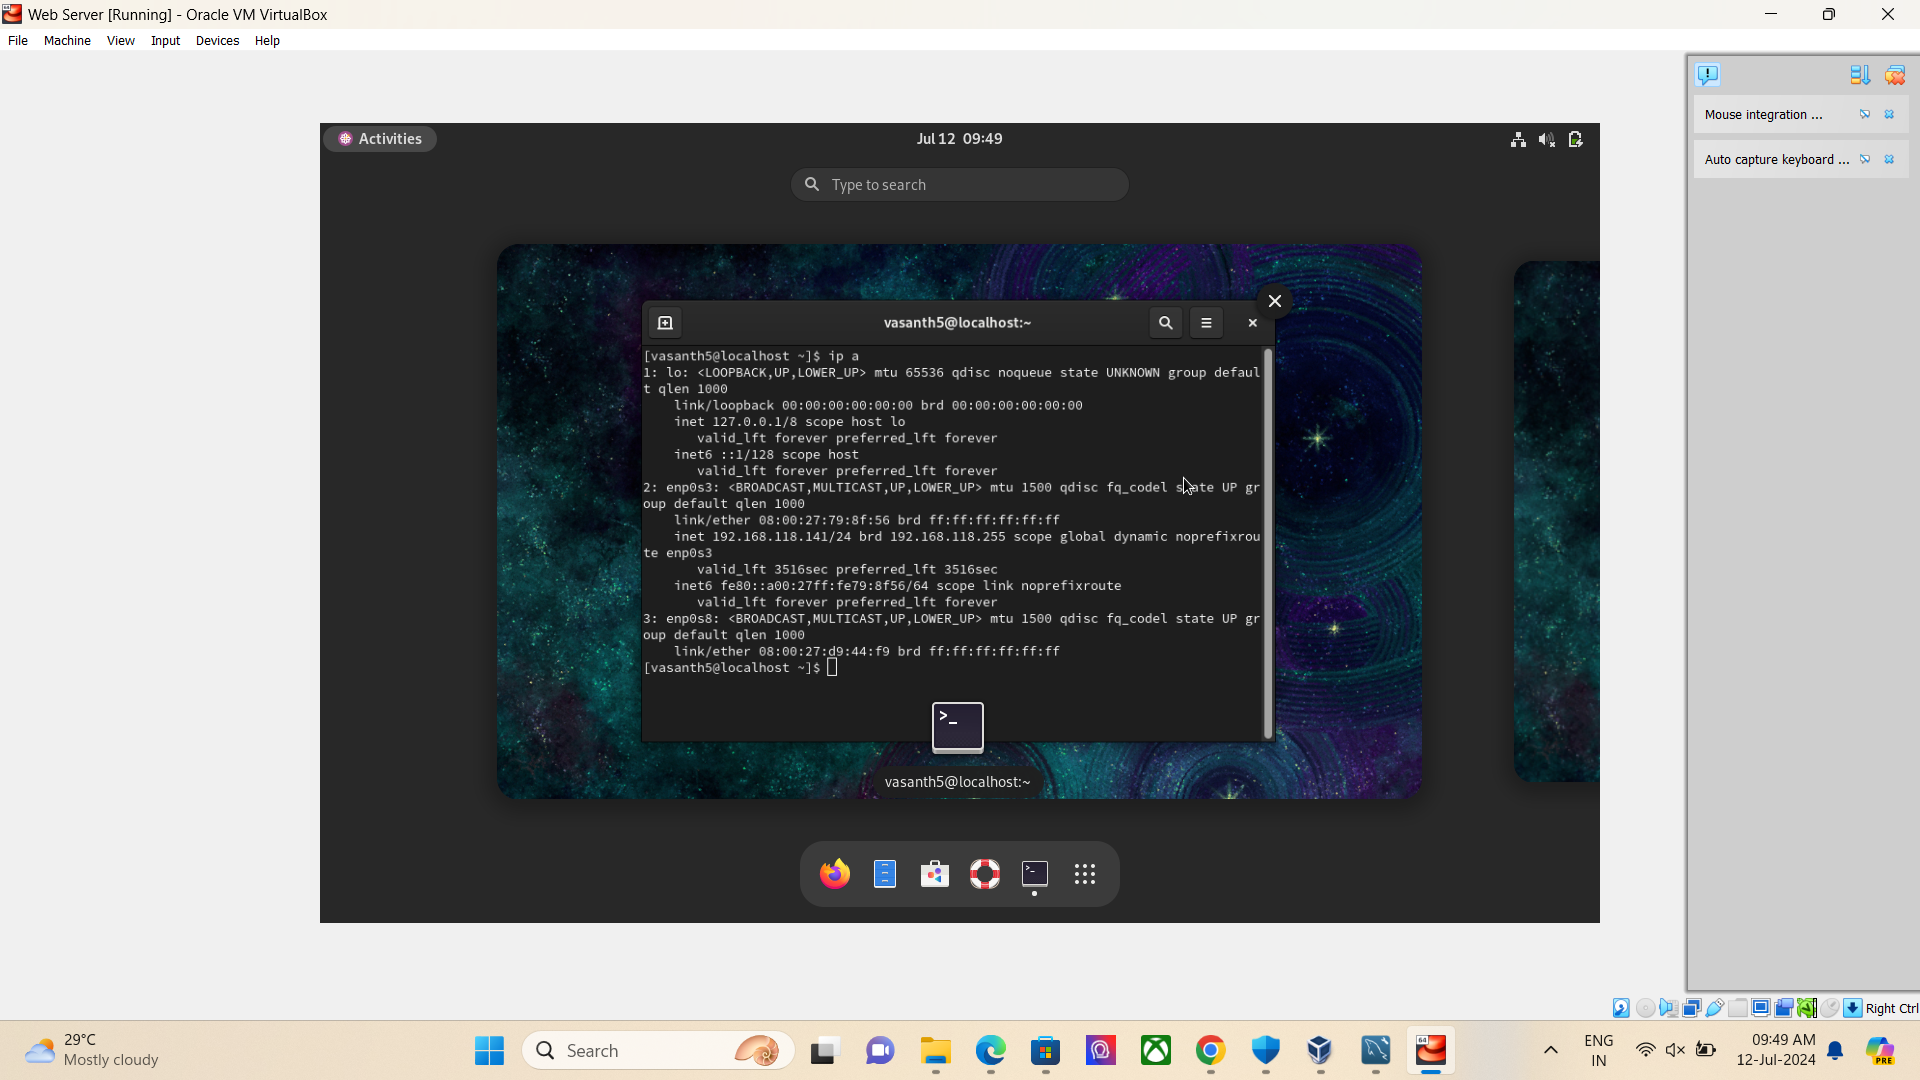 Web Server [Running] - Oracle VM VirtualBox
File Machine View Input Devices Help
Mouse integration ...
Auto capture keyboard ...
Activities
Jul 12 09:49
Type to search
vasanth5@localhost:~
[vasanth5@localhost ~]$ ip a
1: lo: <LOOPBACK,UP,LOWER_UP> mtu 65536 qdisc noqueue state UNKNOWN group defaul
t qlen 1000
link/loopback 00:00:00:00:00:00 brd 00:00:00:00:00:00
inet 127.0.0.1/8 scope host lo
valid_lft forever preferred_lft forever
inet6 ::1/128 scope host
valid_lft forever preferred_lft forever
2: enp0s3: <BROADCAST,MULTICAST,UP,LOWER_UP> mtu 1500 qdisc fq_codel state UP gr
oup default qlen 1000
link/ether 08:00:27:79:8f:56 brd ff:ff:ff:ff:ff:ff
inet 192.168.118.141/24 brd 192.168.118.255 scope global dynamic noprefixrou
te enp0s3
valid_lft 3516sec preferred_lft 3516sec
inet6 fe80::a00:27ff:fe79:8f56/64 scope link noprefixroute
valid_lft forever preferred_lft forever
3: enp0s8: <BROADCAST,MULTICAST,UP,LOWER_UP> mtu 1500 qdisc fq_codel state UP gr
oup default qlen 1000
link/ether 08:00:27:d9:44:f9 brd ff:ff:ff:ff:ff:ff
[vasanth5@localhost ~]$
vasanth5@localhost:~
Right Ctrl
29°C
Mostly cloudy
Search
ENG
IN
09:49 AM
12-Jul-2024
PRE